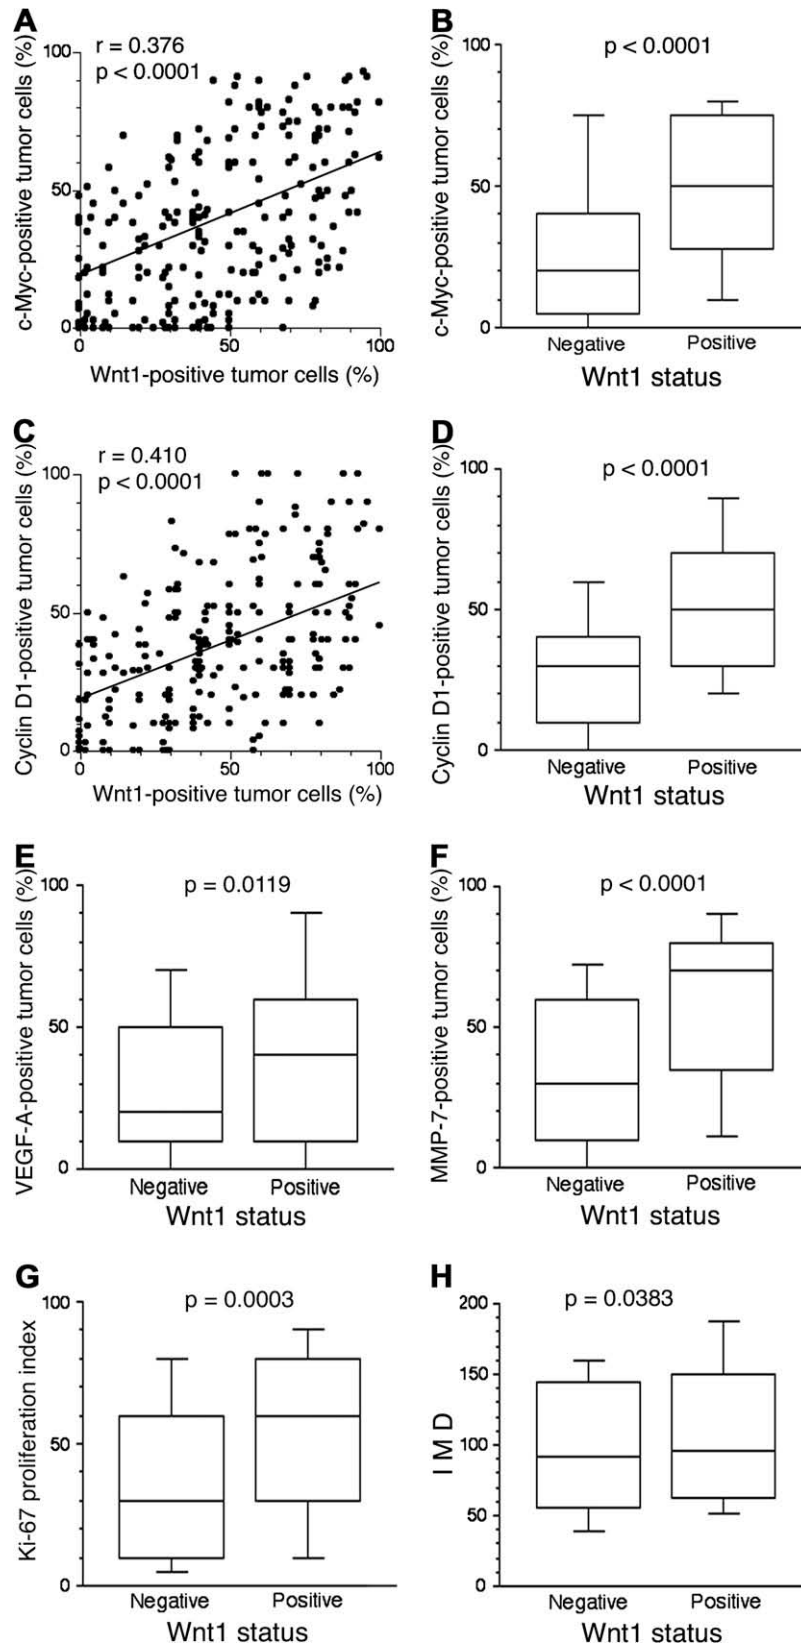 A
r = 0.376
p < 0.0001
c-Myc-positive tumor cells (%)
100
50
0
0 50 100
Wnt1-positive tumor cells (%)
B
p < 0.0001
c-Myc-positive tumor cells (%)
100
50
0
Negative Positive
Wnt1 status
C
r = 0.410
p < 0.0001
Cyclin D1-positive tumor cells (%)
100
50
0
0 50 100
Wnt1-positive tumor cells (%)
D
p < 0.0001
Cyclin D1-positive tumor cells (%)
100
50
0
Negative Positive
Wnt1 status
E
p = 0.0119
VEGF-A-positive tumor cells (%)
100
50
0
Negative Positive
Wnt1 status
F
p < 0.0001
MMP-7-positive tumor cells (%)
100
50
0
Negative Positive
Wnt1 status
G
p = 0.0003
Ki-67 proliferation index
100
50
0
Negative Positive
Wnt1 status
H
p = 0.0383
I M D
200
150
100
50
0
Negative Positive
Wnt1 status